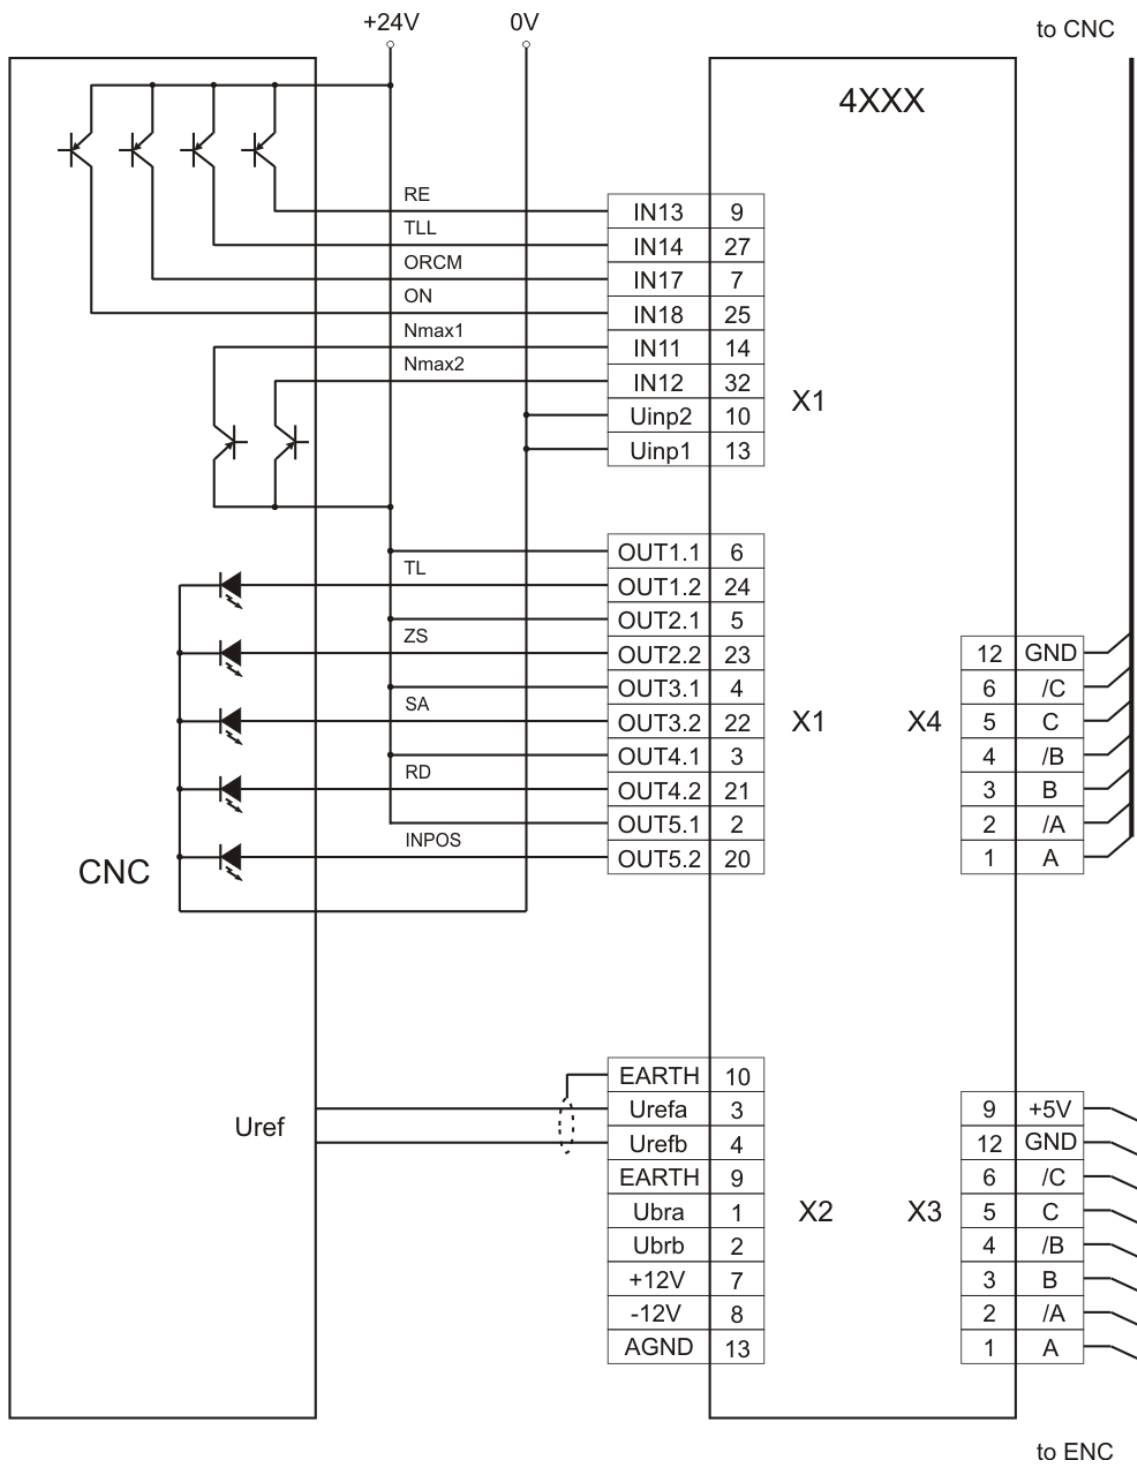 +24V 0V
to CNC
4XXX
RE
IN13 9
TLL
IN14 27
ORCM
IN17 7
ON
IN18 25
Nmax1
IN11 14
Nmax2
IN12 32
Uinp2 10
Uinp1 13
X1
OUT1.1 6
TL
OUT1.2 24
OUT2.1 5
ZS
OUT2.2 23
OUT3.1 4
SA
OUT3.2 22
OUT4.1 3
RD
OUT4.2 21
OUT5.1 2
INPOS
OUT5.2 20
X1
X4
12 GND
6 /C
5 C
4 /B
3 B
2 /A
1 A
CNC
Uref
EARTH 10
Urefa 3
Urefb 4
EARTH 9
Ubra 1
Ubrb 2
+12V 7
-12V 8
AGND 13
X2
X3
9 +5V
12 GND
6 /C
5 C
4 /B
3 B
2 /A
1 A
to ENC